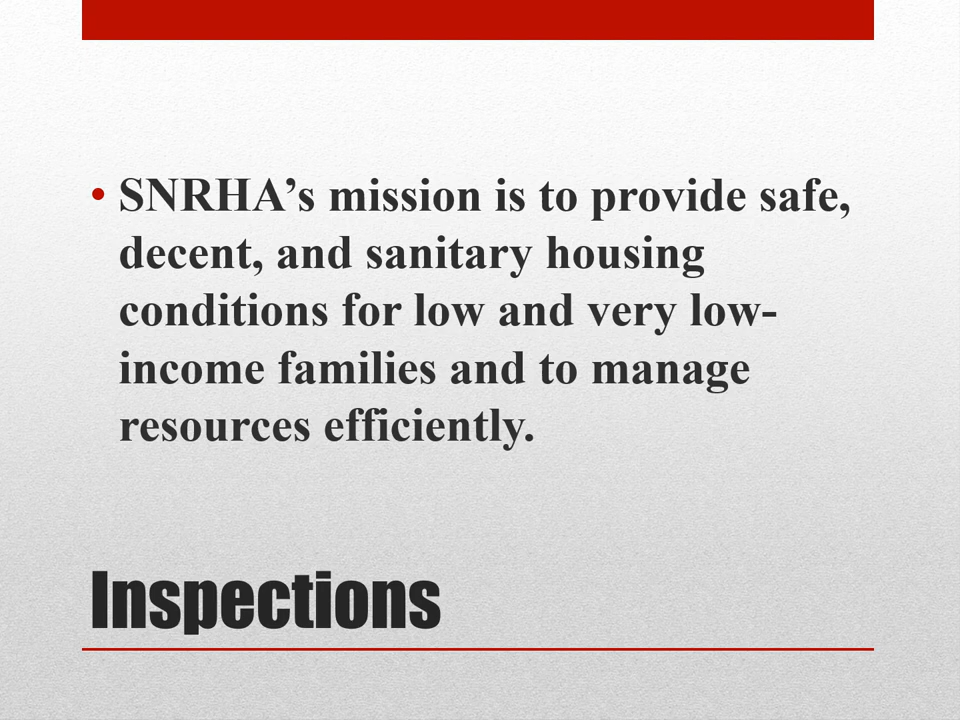 • SNRHA’s mission is to provide safe,
decent, and sanitary housing
conditions for low and very low-
income families and to manage
resources efficiently.
Inspections